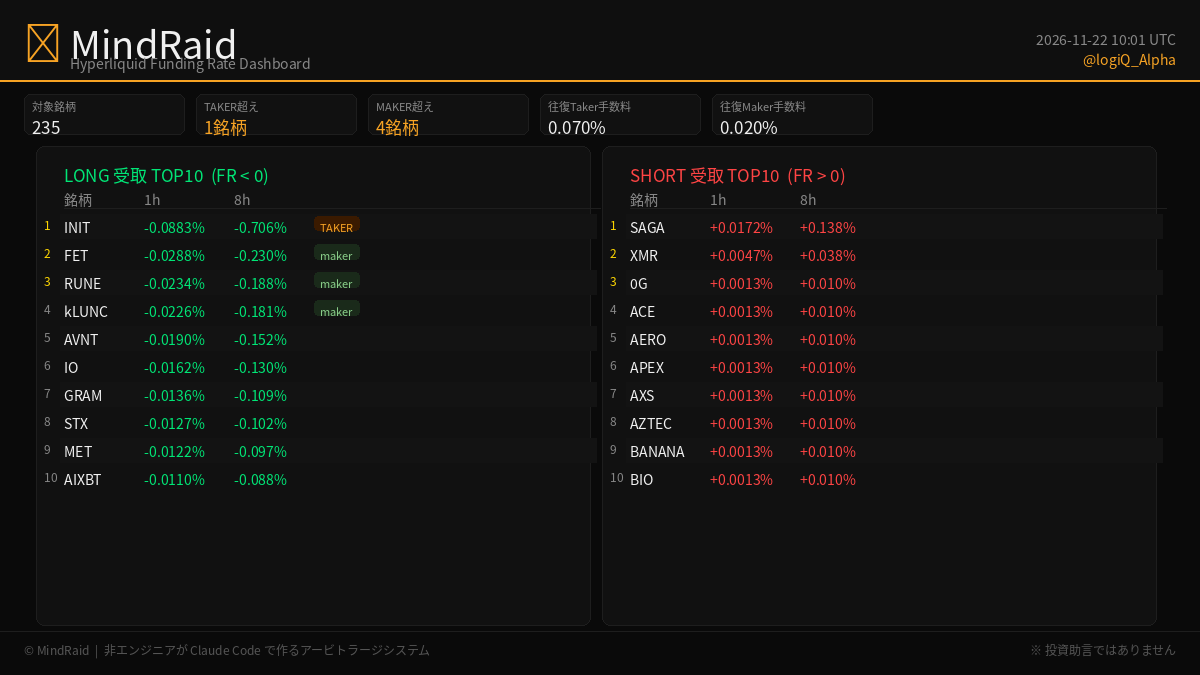 MindRaid
Hyperliquid Funding Rate Dashboard
2026-11-22 10:01 UTC
@logiQ_Alpha
対象銘柄
235
TAKER超え
1銘柄
MAKER超え
4銘柄
往復Taker手数料
0.070%
往復Maker手数料
0.020%
LONG 受取 TOP10 (FR < 0)
銘柄 1h 8h
1 INIT -0.0883% -0.706% TAKER
2 FET -0.0288% -0.230% maker
3 RUNE -0.0234% -0.188% maker
4 kLUNC -0.0226% -0.181% maker
5 AVNT -0.0190% -0.152%
6 IO -0.0162% -0.130%
7 GRAM -0.0136% -0.109%
8 STX -0.0127% -0.102%
9 MET -0.0122% -0.097%
10 AIXBT -0.0110% -0.088%
SHORT 受取 TOP10 (FR > 0)
銘柄 1h 8h
1 SAGA +0.0172% +0.138%
2 XMR +0.0047% +0.038%
3 0G +0.0013% +0.010%
4 ACE +0.0013% +0.010%
5 AERO +0.0013% +0.010%
6 APEX +0.0013% +0.010%
7 AXS +0.0013% +0.010%
8 AZTEC +0.0013% +0.010%
9 BANANA +0.0013% +0.010%
10 BIO +0.0013% +0.010%
© MindRaid | 非エンジニアが Claude Code で作るアービトラージシステム
※ 投資助言ではありません